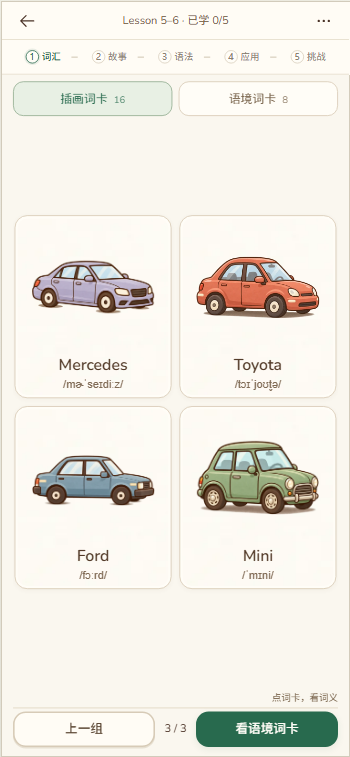 Lesson 5–6 · 已学 0/5
1 词汇 – 2 故事 – 3 语法 – 4 应用 – 5 挑战
插画词卡 16 语境词卡 8
Mercedes Toyota
/mɚˈseɪdiːz/ /tɔɪˈjoʊt̬ə/
Ford Mini
/fɔːrd/ /ˈmɪni/
点词卡，看词义
上一组 3 / 3 看语境词卡